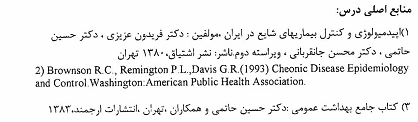 منابع اصلی درس:
۱)اپیدمیولوژی و کنترل بیماریهای شایع در ایران ،مولفین : دکتر فریدون عزیزی ، دکتر حسین
حاتمی ، دکتر محسن جانقربانی ، ویراسته دوم.ناشر: نشر اشتیاق،۱۳۸۰ تهران
2) Brownson R.C., Remington P.L.,Davis G.R.(1993) Cheonic Disease Epidemiology
and Control.Washington:American Public Health Association.
۳) کتاب جامع بهداشت عمومی :دکتر حسین حاتمی و همکاران ،تهران ،انتشارات ارجمند،۱۳۸۳